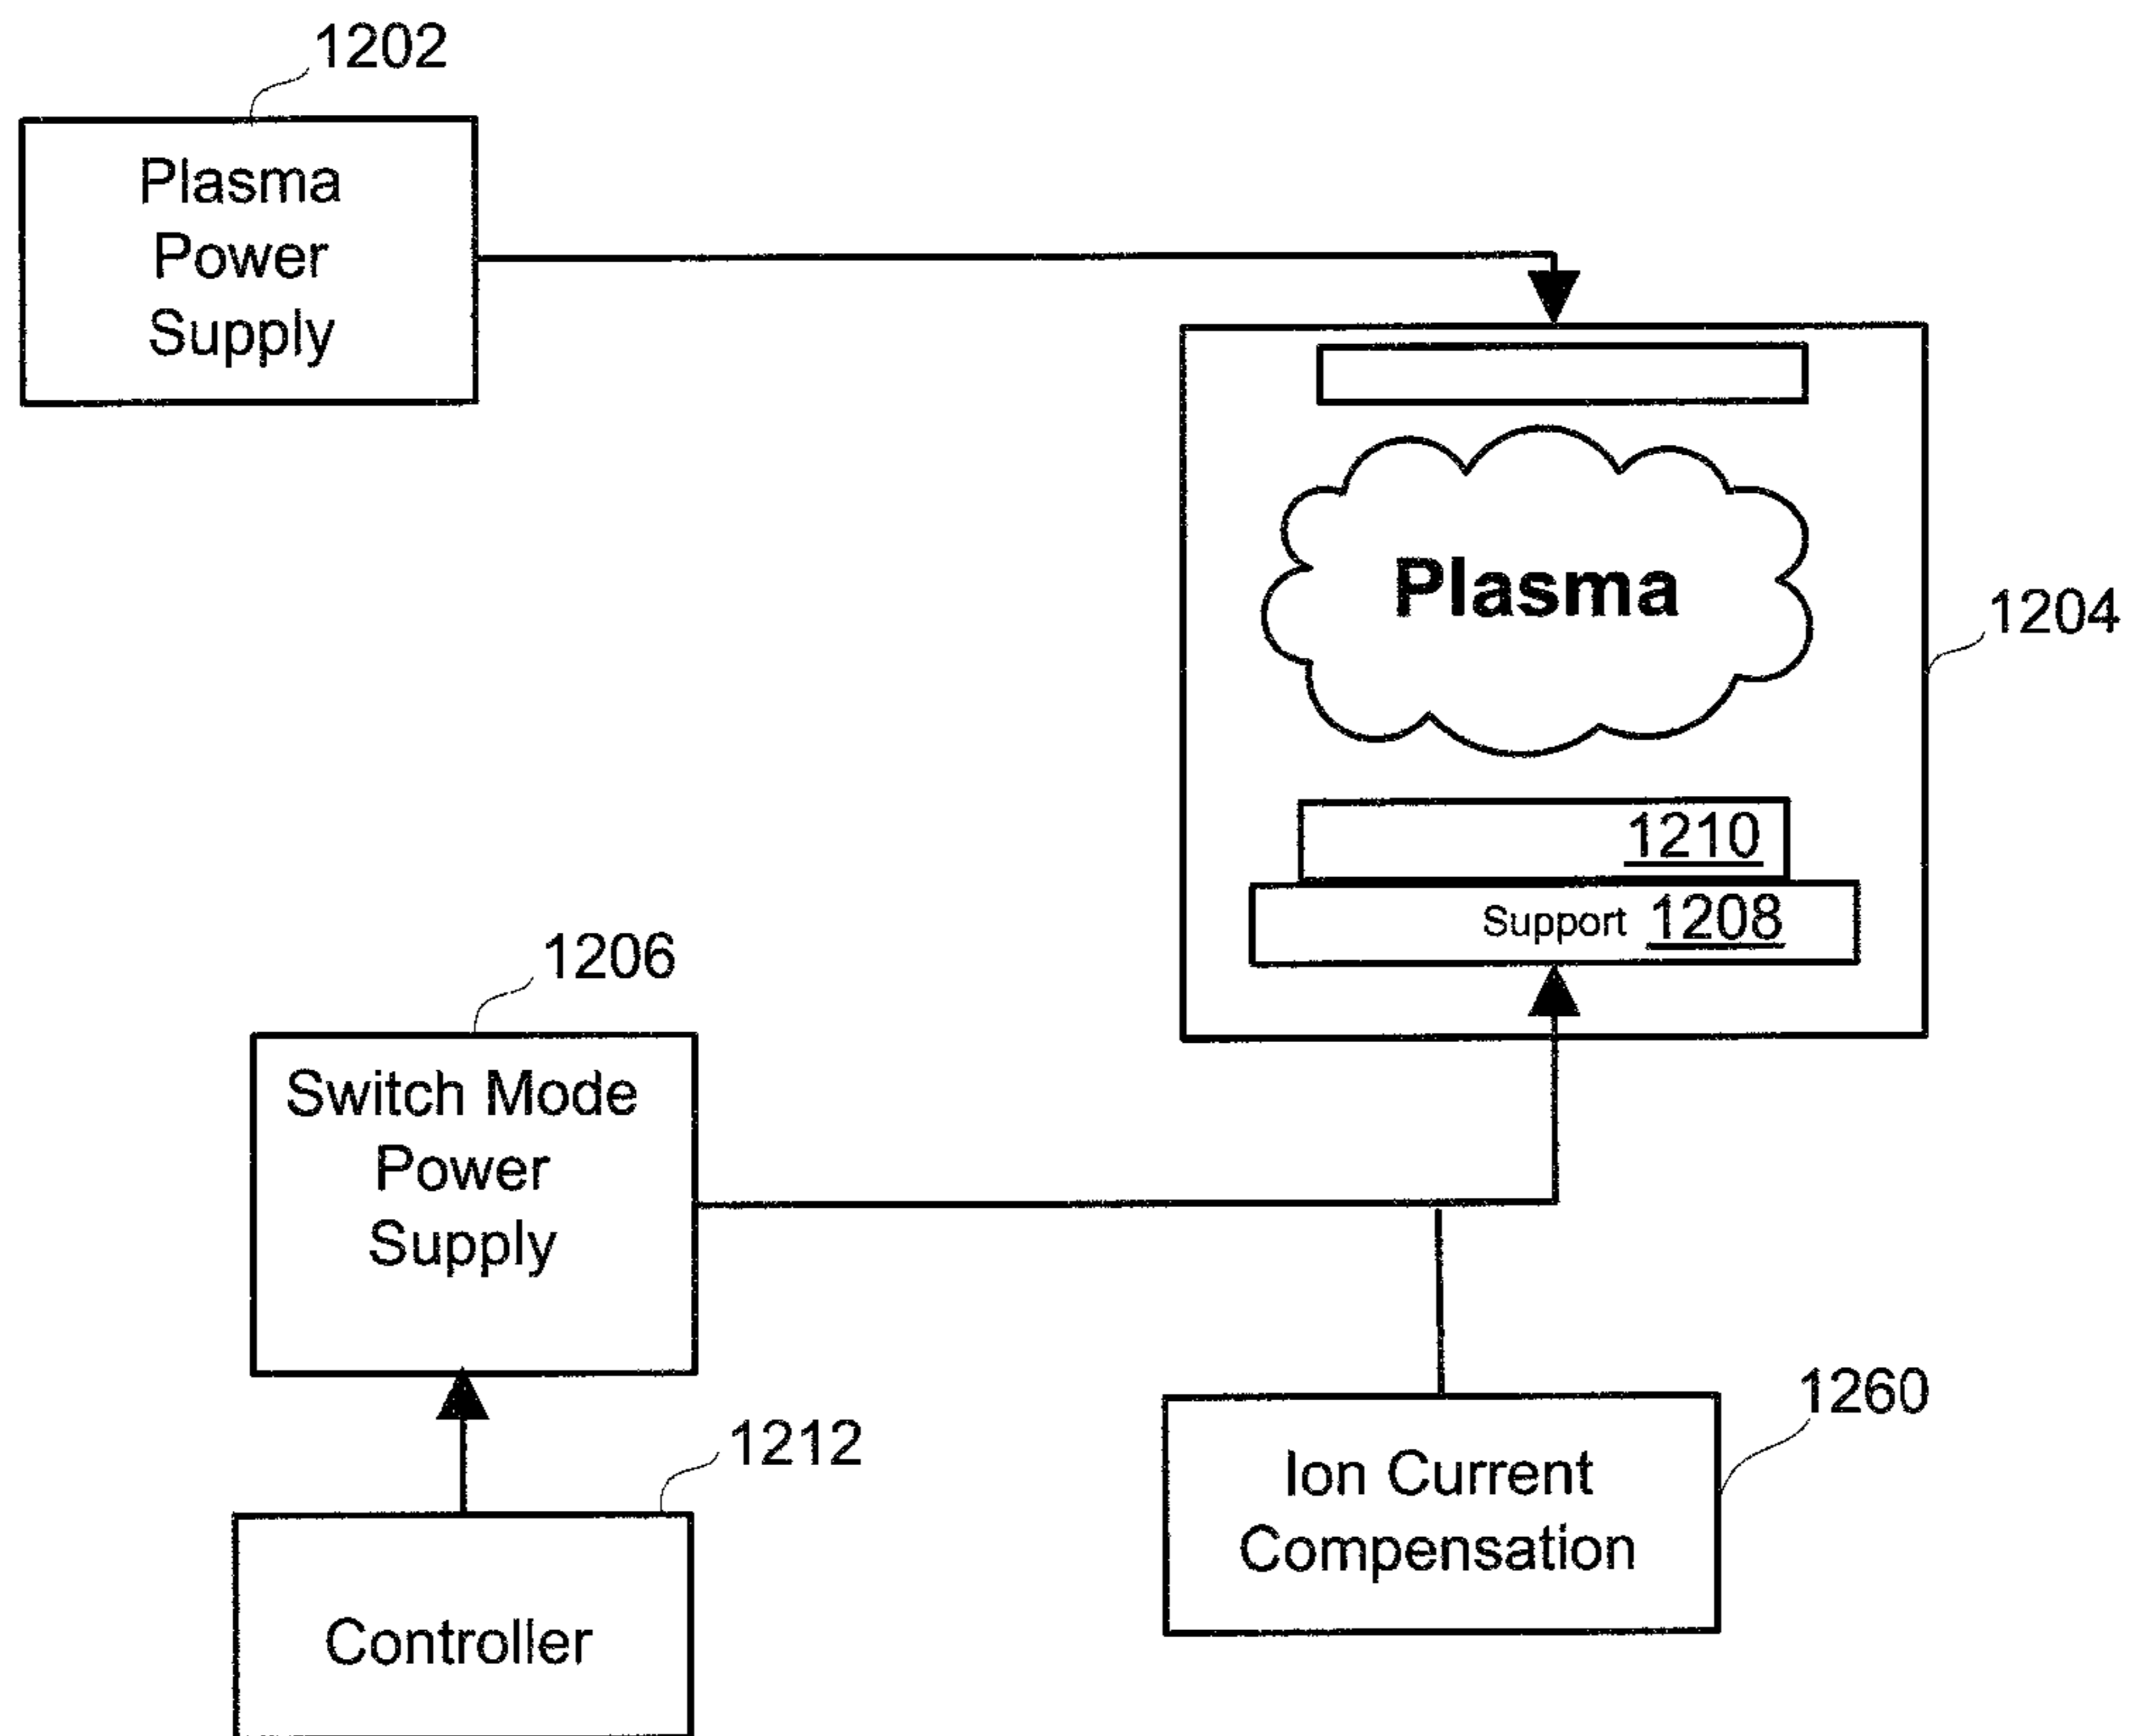 1202
Plasma
Power
Supply
Plasma
1204
1210
Support 1208
1206
Switch Mode
Power
Supply
1212
Controller
1260
Ion Current
Compensation